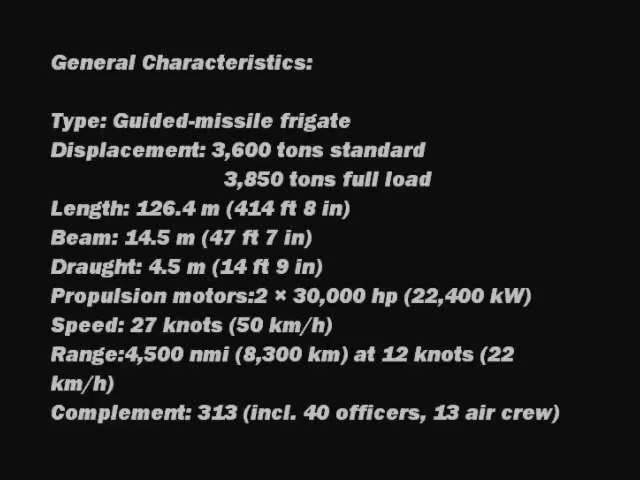 General Characteristics:
Type: Guided-missile frigate
Displacement: 3,600 tons standard
3,850 tons full load
Length: 126.4 m (414 ft 8 in)
Beam: 14.5 m (47 ft 7 in)
Draught: 4.5 m (14 ft 9 in)
Propulsion motors:2 × 30,000 hp (22,400 kW)
Speed: 27 knots (50 km/h)
Range:4,500 nmi (8,300 km) at 12 knots (22
km/h)
Complement: 313 (incl. 40 officers, 13 air crew)